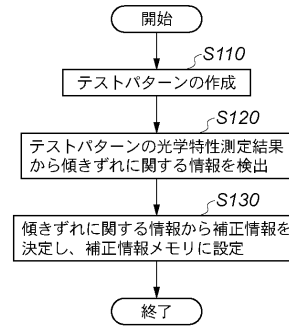 開始
S110
テストパターンの作成
S120
テストパターンの光学特性測定結果
から傾きずれに関する情報を検出
S130
傾きずれに関する情報から補正情報を
決定し、補正情報メモリに設定
終了